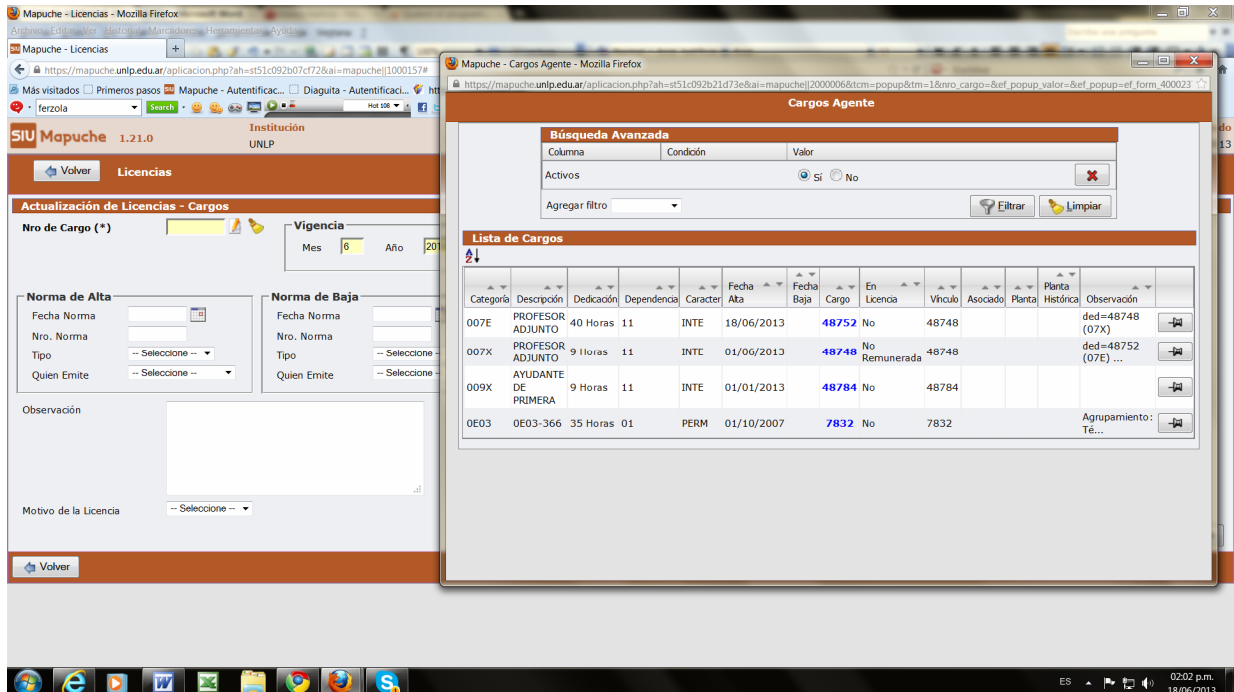 Mapuche - Licencias - Mozilla Firefox
Archivo Editar Ver Historial Marcadores Herramientas Ayuda
Mapuche - Licencias +
https://mapuche.unlp.edu.ar/aplicacion.php?ah=st51c092b07cf72&ai=mapuche||1000157#
Más visitados Primeros pasos Mapuche - Autentificac... Diaguita - Autentificaci... htt
ferzola Search Hot 108
SIU Mapuche 1.21.0
Institución
UNLP
do
13
Volver Licencias
Actualización de Licencias - Cargos
Nro de Cargo (*)
Vigencia
Mes 6 Año 201
Norma de Alta
Fecha Norma
Nro. Norma
Tipo -- Seleccione --
Quien Emite -- Seleccione --
Norma de Baja
Fecha Norma
Nro. Norma
Tipo -- Seleccione -
Quien Emite -- Seleccione -
Observación
Motivo de la Licencia -- Seleccione --
Volver
Mapuche - Cargos Agente - Mozilla Firefox
https://mapuche.unlp.edu.ar/aplicacion.php?ah=st51c092b21d73e&ai=mapuche||2000006&tcm=popup&tm=1&nro_cargo=&ef_popup_valor=&ef_popup=ef_form_400023
Cargos Agente
Búsqueda Avanzada
Columna Condición Valor
Activos Sí No
Agregar filtro Filtrar Limpiar
Lista de Cargos
Categoría Descripción Dedicación Dependencia Caracter Fecha Alta Fecha Baja Cargo En Licencia Vínculo Asociado Planta Planta Histórica Observación
007E PROFESOR ADJUNTO 40 Horas 11 INTE 18/06/2013 48752 No 48748 ded=48748 (07X)
007X PROFESOR ADJUNTO 9 Horas 11 INTE 01/06/2013 48748 No Remunerada 48748 ded=48752 (07E) ...
009X AYUDANTE DE PRIMERA 9 Horas 11 INTE 01/01/2013 48784 No 48784
0E03 0E03-366 35 Horas 01 PERM 01/10/2007 7832 No 7832 Agrupamiento: Té...
ES 02:02 p.m.
18/06/2013